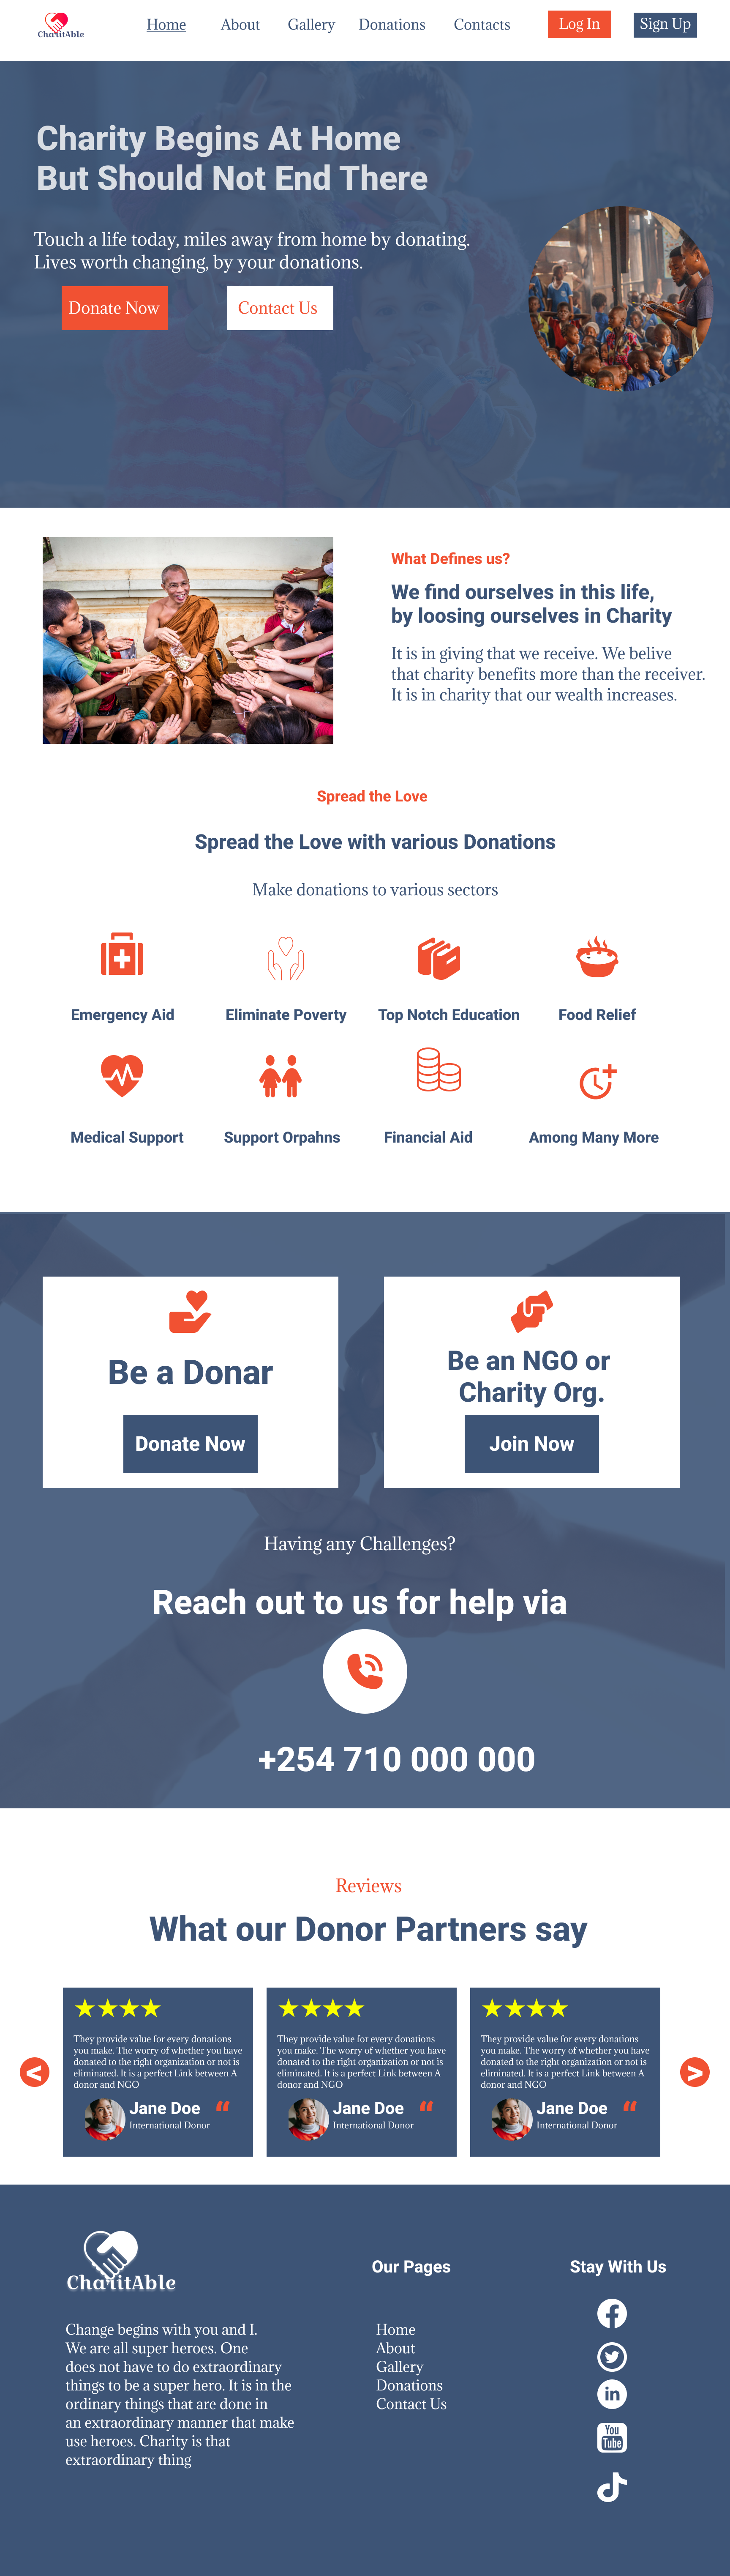 CharitAble
Home About Gallery Donations Contacts Log In Sign Up
Charity Begins At Home
But Should Not End There
Touch a life today, miles away from home by donating.
Lives worth changing, by your donations.
Donate Now Contact Us
What Defines us?
We find ourselves in this life,
by loosing ourselves in Charity
It is in giving that we receive. We belive
that charity benefits more than the receiver.
It is in charity that our wealth increases.
Spread the Love
Spread the Love with various Donations
Make donations to various sectors
Emergency Aid Eliminate Poverty Top Notch Education Food Relief
Medical Support Support Orpahns Financial Aid Among Many More
Be a Donar
Donate Now
Be an NGO or
Charity Org.
Join Now
Having any Challenges?
Reach out to us for help via
+254 710 000 000
Reviews
What our Donor Partners say
They provide value for every donations
you make. The worry of whether you have
donated to the right organization or not is
eliminated. It is a perfect Link between A
donor and NGO
Jane Doe “
International Donor
They provide value for every donations
you make. The worry of whether you have
donated to the right organization or not is
eliminated. It is a perfect Link between A
donor and NGO
Jane Doe “
International Donor
They provide value for every donations
you make. The worry of whether you have
donated to the right organization or not is
eliminated. It is a perfect Link between A
donor and NGO
Jane Doe “
International Donor
<
>
CharitAble
Change begins with you and I.
We are all super heroes. One
does not have to do extraordinary
things to be a super hero. It is in the
ordinary things that are done in
an extraordinary manner that make
use heroes. Charity is that
extraordinary thing
Our Pages
Home
About
Gallery
Donations
Contact Us
Stay With Us
in
You
Tube